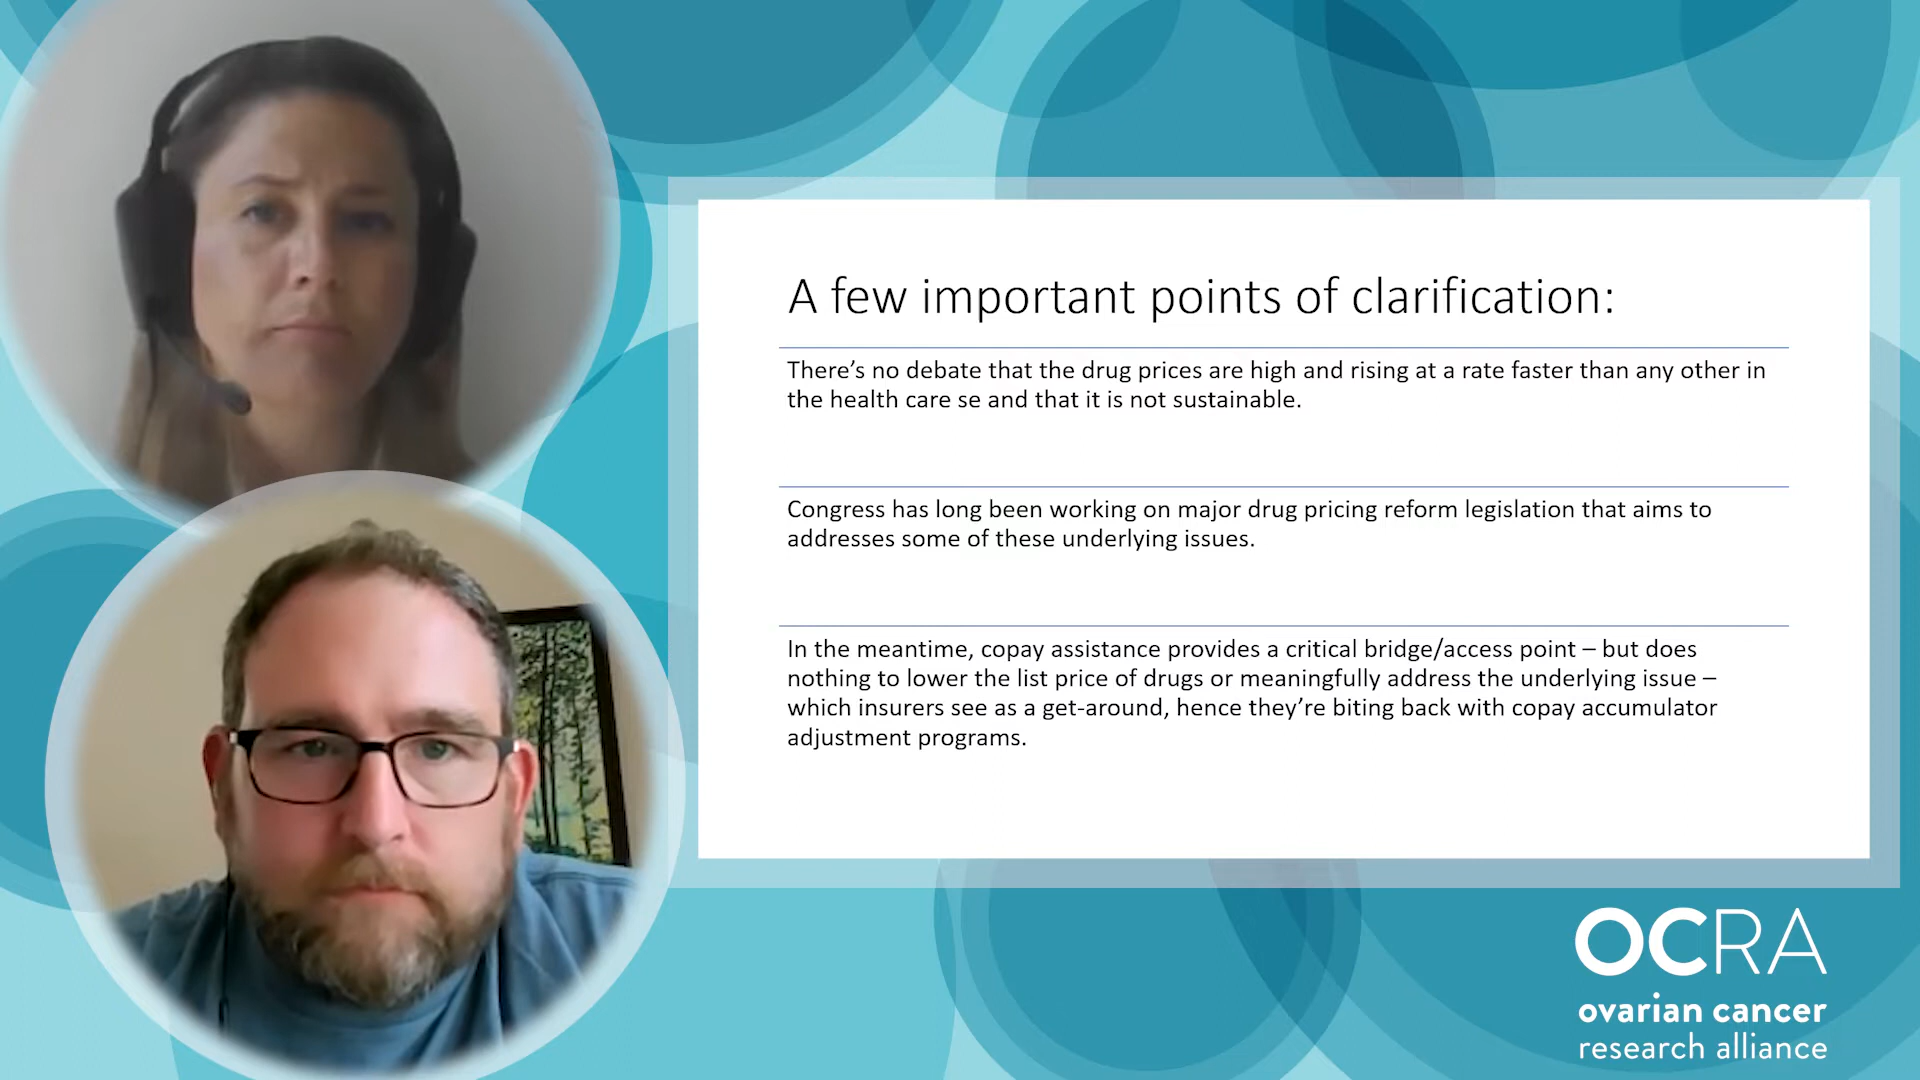 A few important points of clarification:
There’s no debate that the drug prices are high and rising at a rate faster than any other in
the health care se and that it is not sustainable.
Congress has long been working on major drug pricing reform legislation that aims to
addresses some of these underlying issues.
In the meantime, copay assistance provides a critical bridge/access point – but does
nothing to lower the list price of drugs or meaningfully address the underlying issue –
which insurers see as a get-around, hence they’re biting back with copay accumulator
adjustment programs.
OCRA
ovarian cancer
research alliance